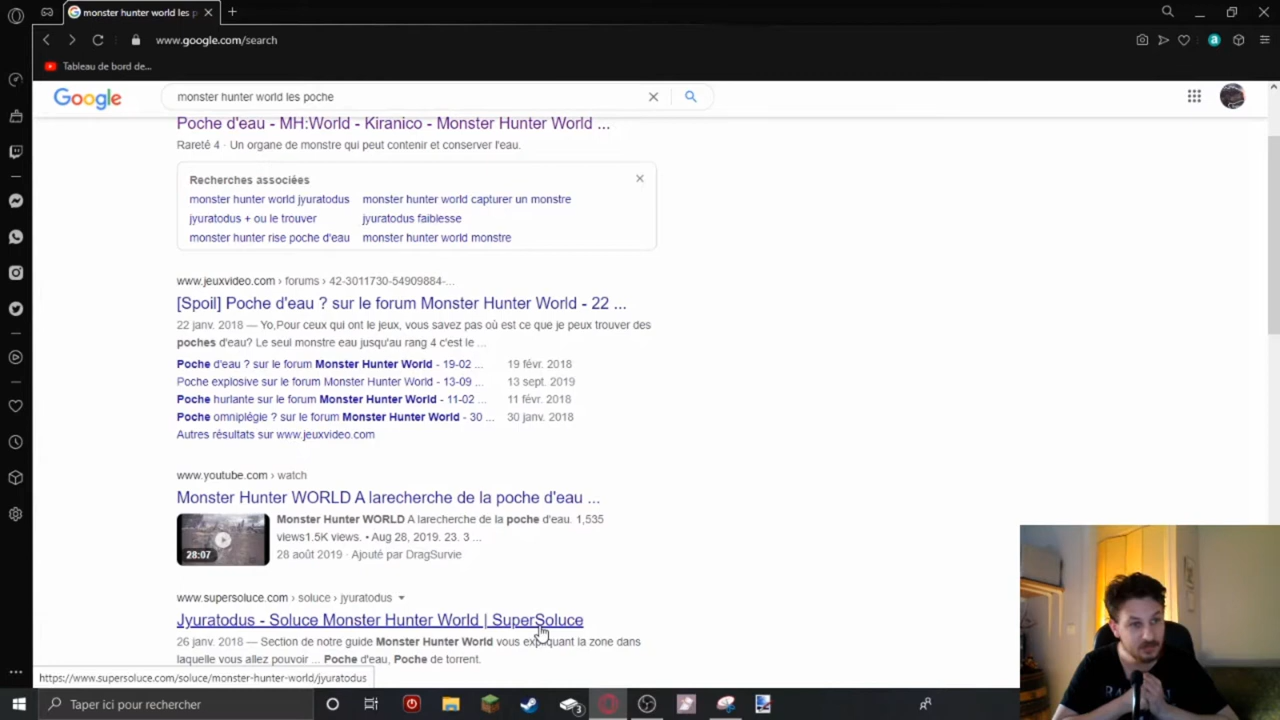 monster hunter world les p
www.google.com/search
Tableau de bord de...
Google
monster hunter world les poche
Poche d'eau - MH:World - Kiranico - Monster Hunter World ...
Rareté 4 · Un organe de monstre qui peut contenir et conserver l'eau.
Recherches associées
monster hunter world jyuratodus
monster hunter world capturer un monstre
jyuratodus + ou le trouver
jyuratodus faiblesse
monster hunter rise poche d'eau
monster hunter world monstre
www.jeuxvideo.com › forums › 42-3011730-54909884-...
[Spoil] Poche d'eau ? sur le forum Monster Hunter World - 22 ...
22 janv. 2018 — Yo,Pour ceux qui ont le jeux, vous savez pas où est ce que je peux trouver des
poches d'eau? Le seul monstre eau jusqu'au rang 4 c'est le ...
Poche d'eau ? sur le forum Monster Hunter World - 19-02 ... 19 févr. 2018
Poche explosive sur le forum Monster Hunter World - 13-09 ... 13 sept. 2019
Poche hurlante sur le forum Monster Hunter World - 11-02 ... 11 févr. 2018
Poche omniplégie ? sur le forum Monster Hunter World - 30 ... 30 janv. 2018
Autres résultats sur www.jeuxvideo.com
www.youtube.com › watch
Monster Hunter WORLD A larecherche de la poche d'eau ...
Monster Hunter WORLD A larecherche de la poche d'eau. 1,535
views1.5K views. • Aug 28, 2019. 23. 3 ...
28:07
28 août 2019 · Ajouté par DragSurvie
www.supersoluce.com › soluce › jyuratodus
Jyuratodus - Soluce Monster Hunter World | SuperSoluce
26 janv. 2018 — Section de notre guide Monster Hunter World vous expliquant la zone dans
laquelle vous allez pouvoir ... Poche d'eau, Poche de torrent.
https://www.supersoluce.com/soluce/monster-hunter-world/jyuratodus
Taper ici pour rechercher
3